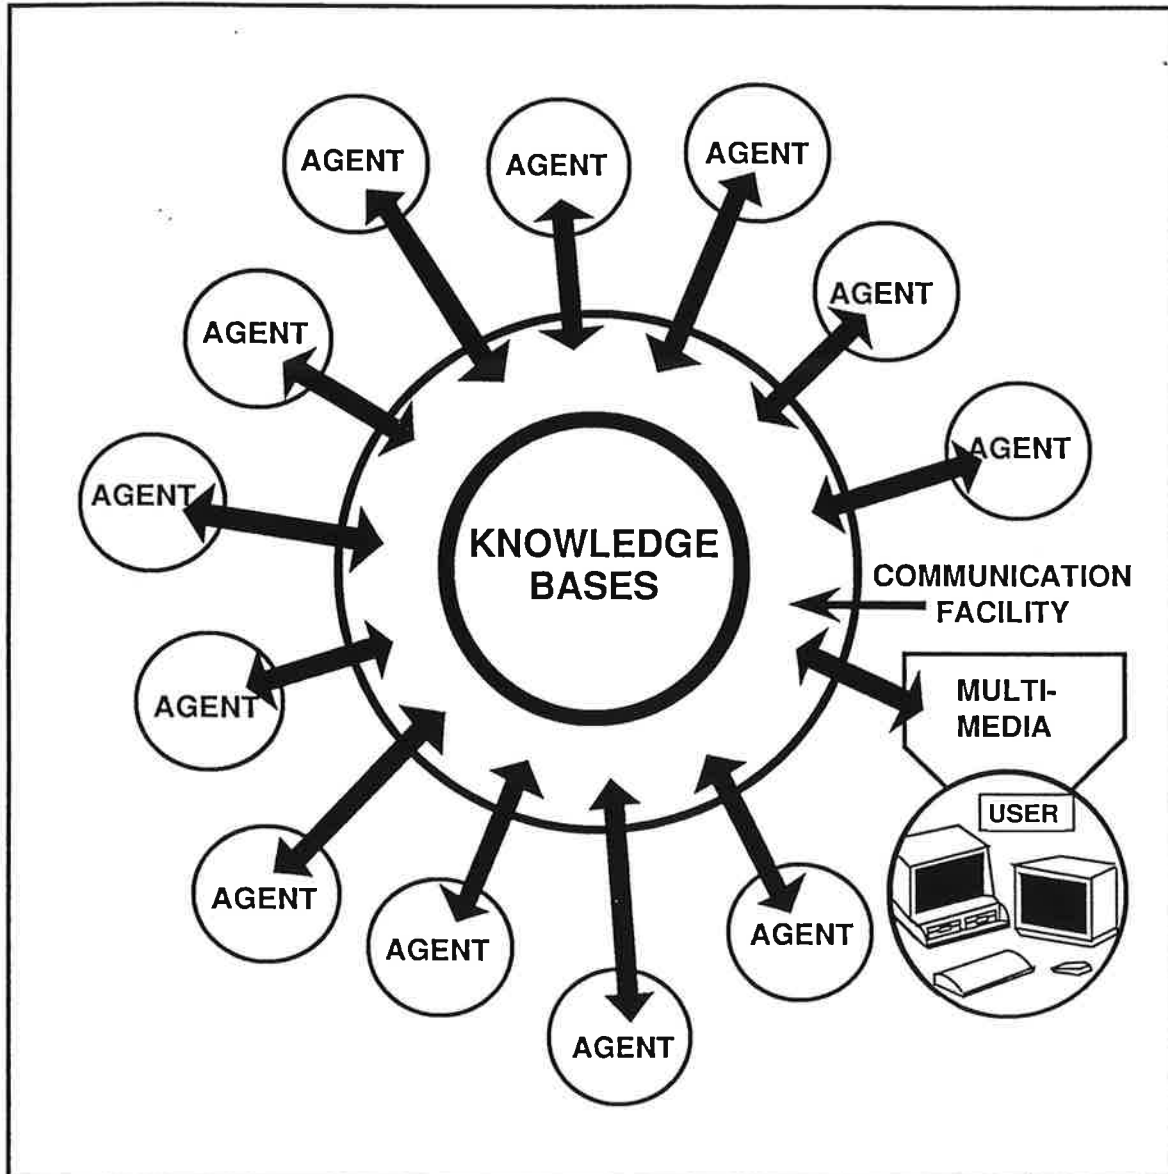 AGENT
AGENT
AGENT
AGENT
AGENT
AGENT
AGENT
KNOWLEDGE
BASES
COMMUNICATION
FACILITY
AGENT
MULTI-
MEDIA
USER
AGENT
AGENT
AGENT
AGENT